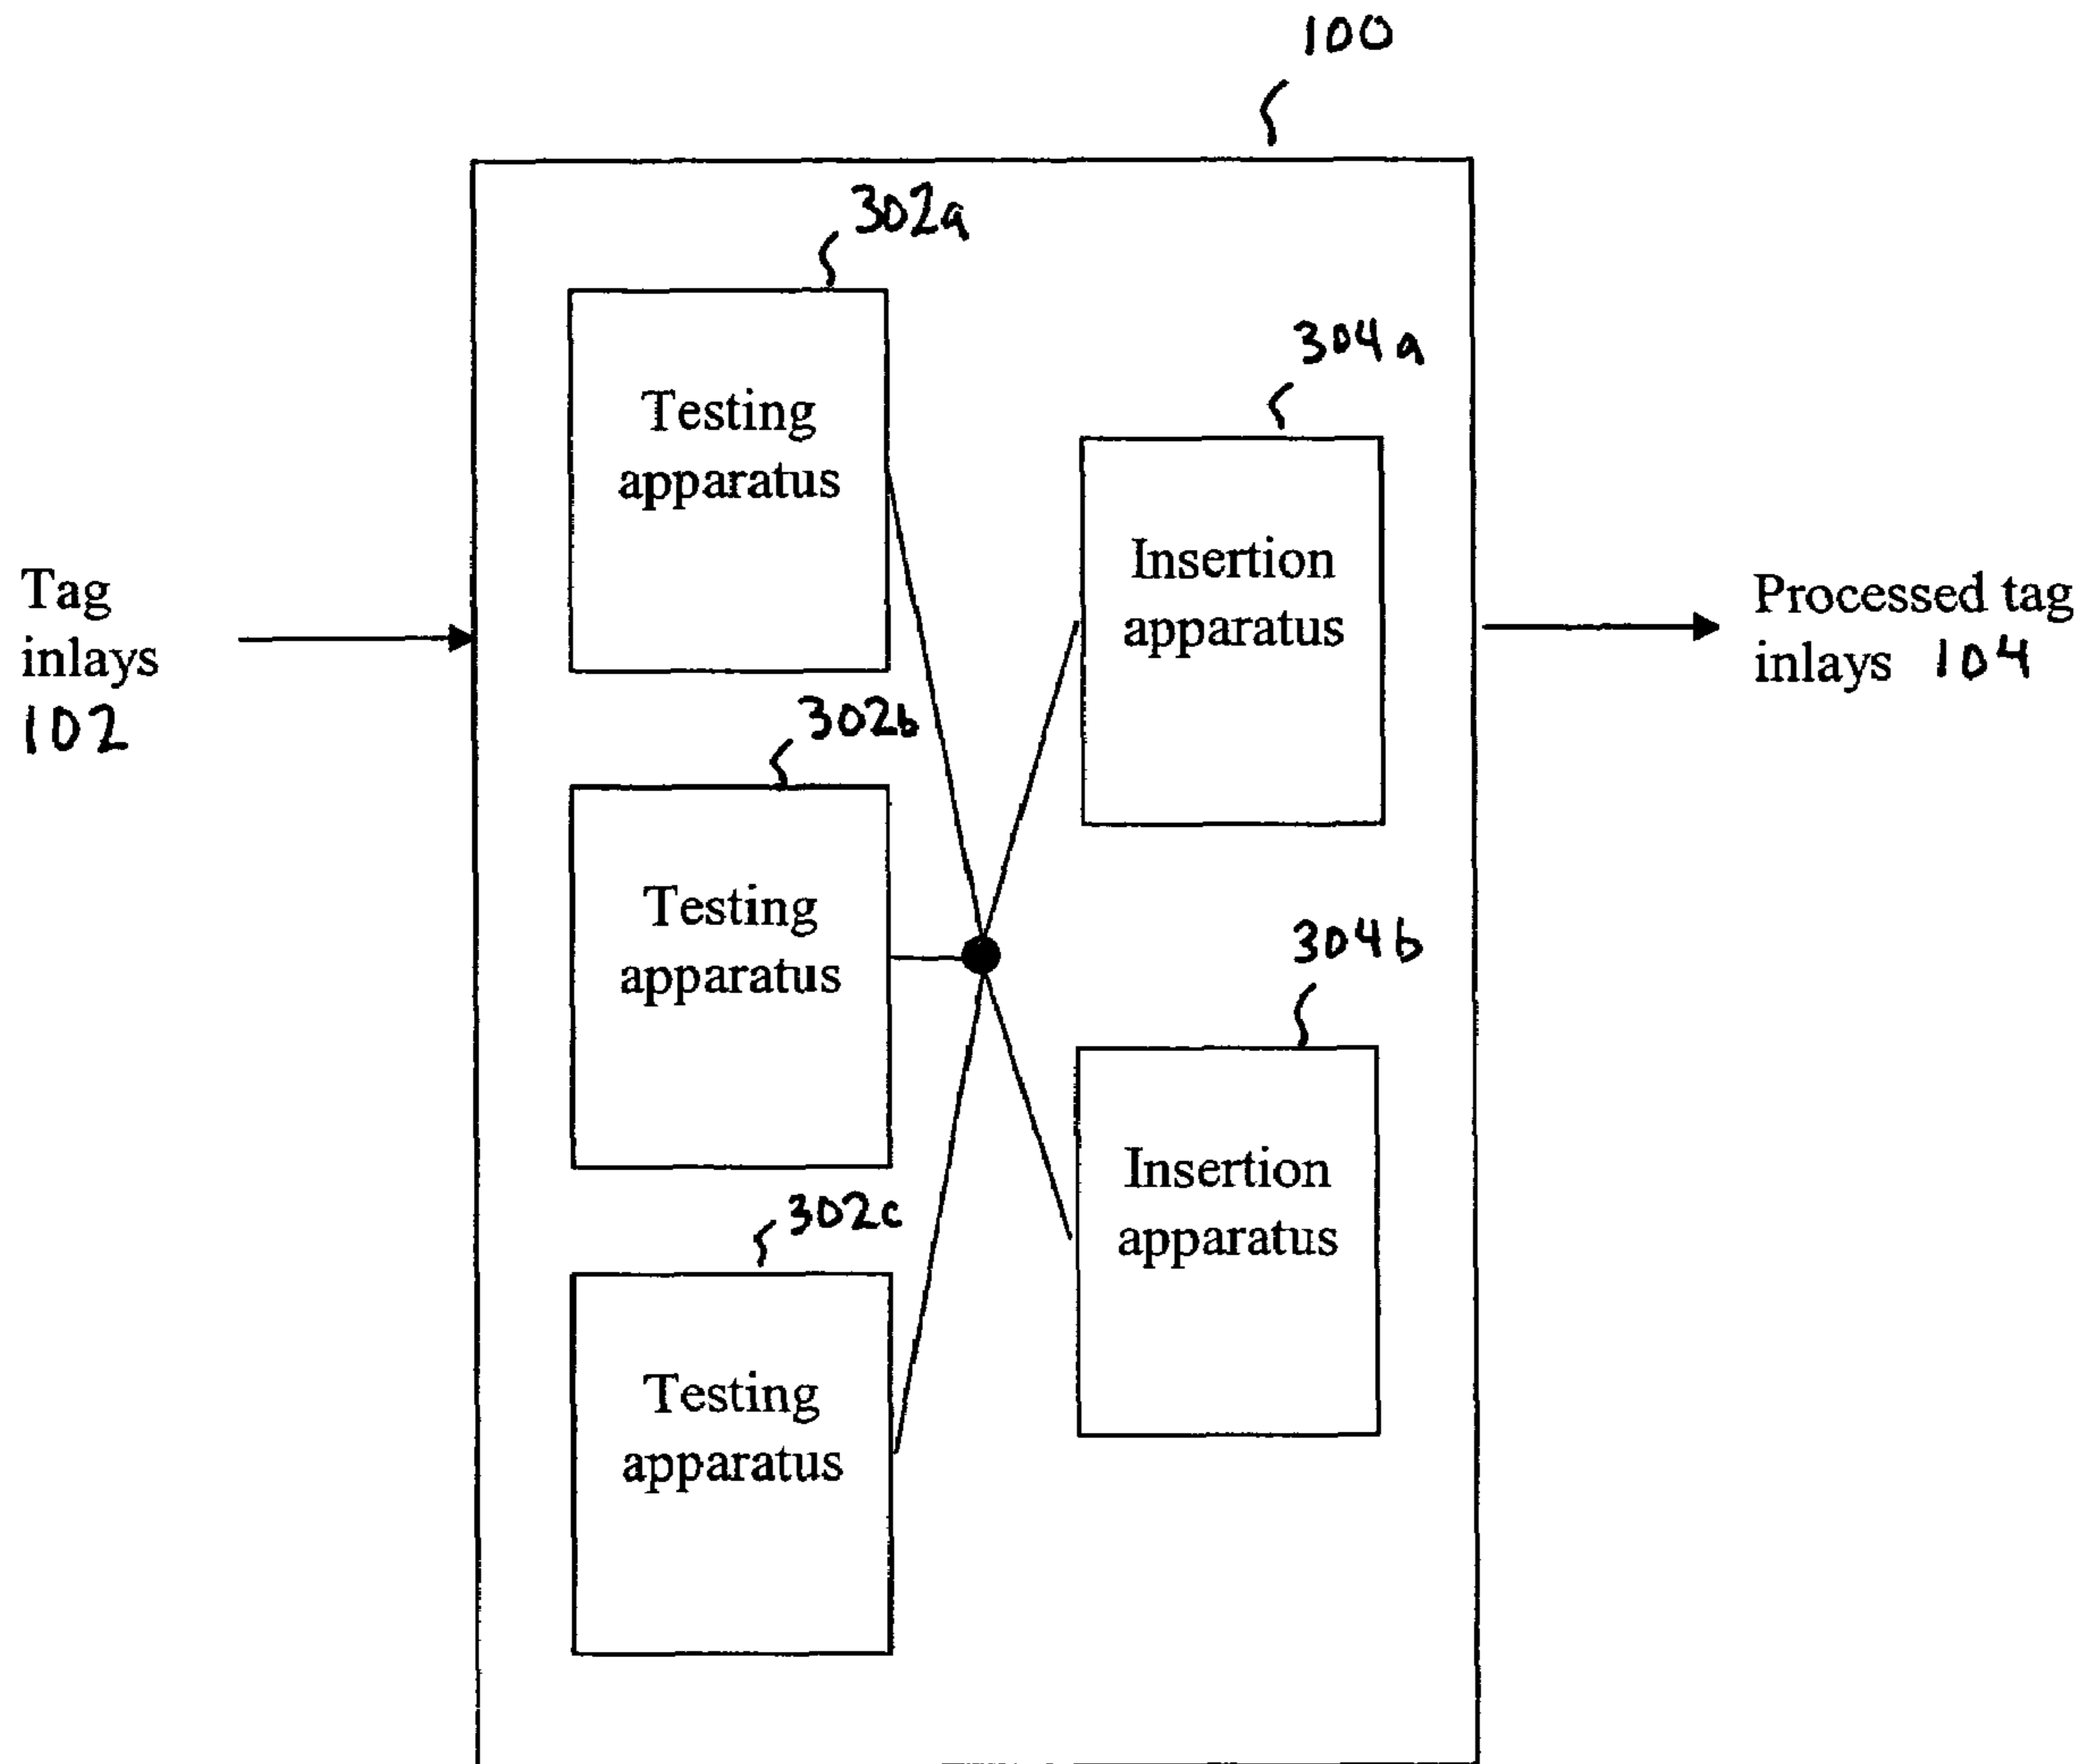 100
302a
304a
Testing
apparatus
Insertion
apparatus
Tag
inlays
102
Processed tag
inlays 104
302b
304b
Testing
apparatus
Insertion
apparatus
302c
Testing
apparatus